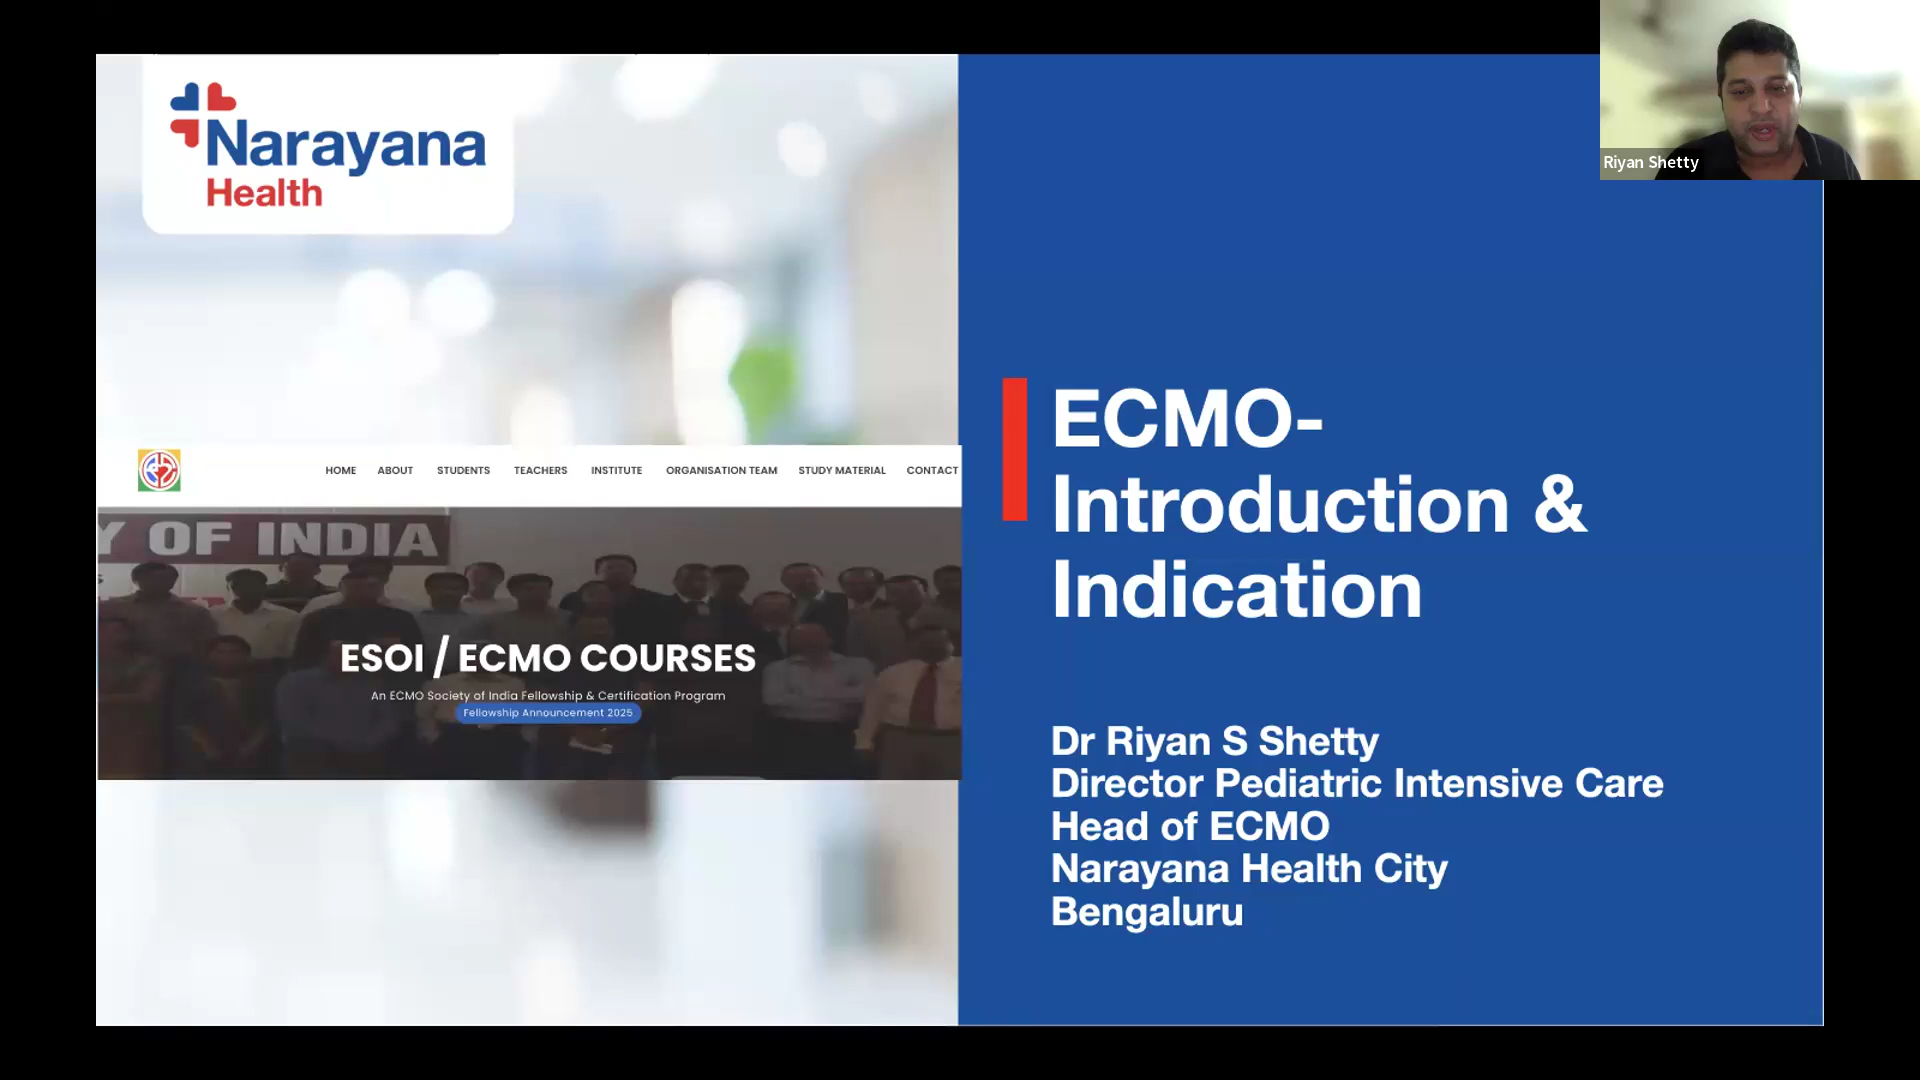 Narayana
Health
Riyan Shetty
HOME ABOUT STUDENTS TEACHERS INSTITUTE ORGANISATION TEAM STUDY MATERIAL CONTACT
Y OF INDIA
ESOI / ECMO COURSES
An ECMO Society of India Fellowship & Certification Program
Fellowship Announcement 2025
ECMO-
Introduction &
Indication
Dr Riyan S Shetty
Director Pediatric Intensive Care
Head of ECMO
Narayana Health City
Bengaluru